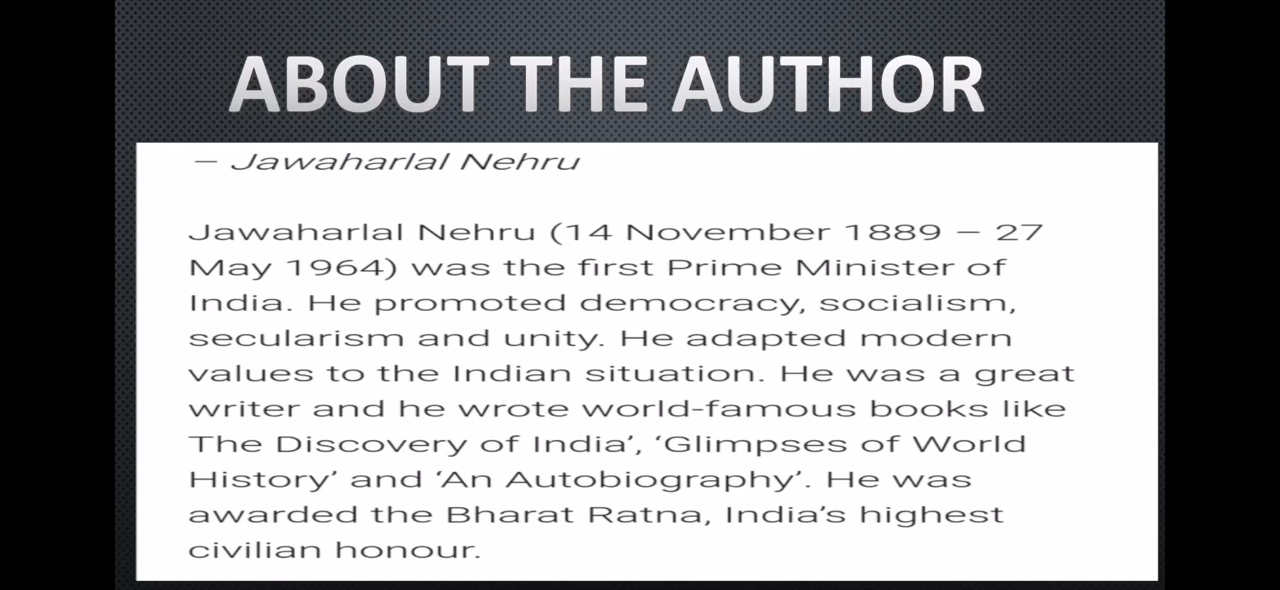 ABOUT THE AUTHOR
– Jawaharlal Nehru
Jawaharlal Nehru (14 November 1889 – 27
May 1964) was the first Prime Minister of
India. He promoted democracy, socialism,
secularism and unity. He adapted modern
values to the Indian situation. He was a great
writer and he wrote world-famous books like
The Discovery of India’, ‘Glimpses of World
History’ and ‘An Autobiography’. He was
awarded the Bharat Ratna, India’s highest
civilian honour.